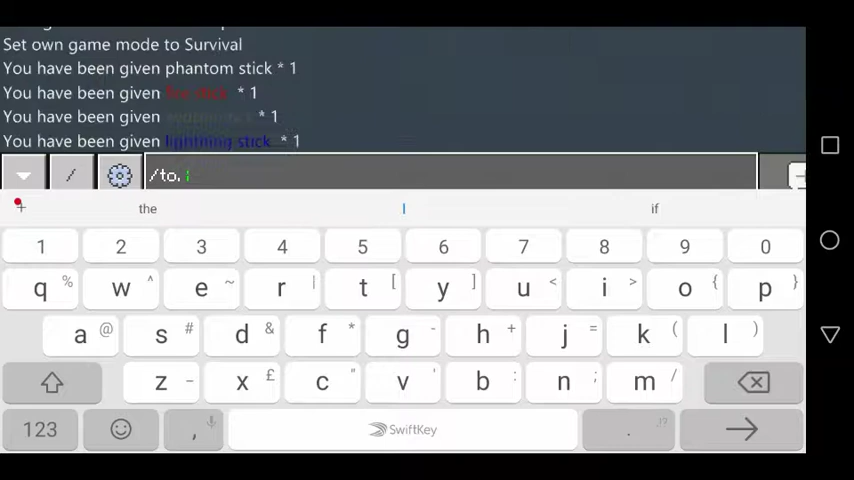 Set own game mode to Survival
You have been given phantom stick * 1
You have been given * 1
You have been given * 1
You have been given lightning stick * 1
/ /to.
the I if
1 2 3 4 5 6 7 8 9 0
q % w ^ e ~ r | t [ y ] u < i > o { p }
a @ s # d & f * g - h + j = k ( l )
z _ x £ c " v ' b : n ; m /
123 , SwiftKey . !?